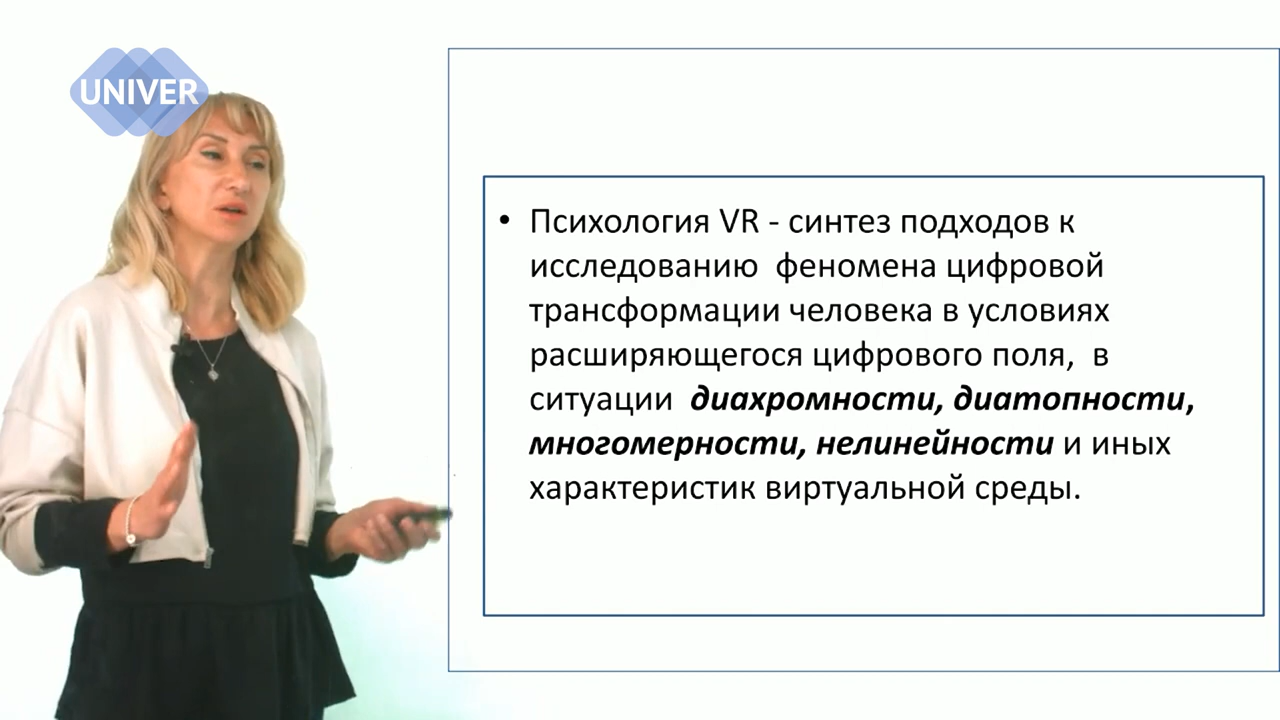 UNIVER
• Психология VR - синтез подходов к
исследованию феномена цифровой
трансформации человека в условиях
расширяющегося цифрового поля, в
ситуации диахромности, диатопности,
многомерности, нелинейности и иных
характеристик виртуальной среды.